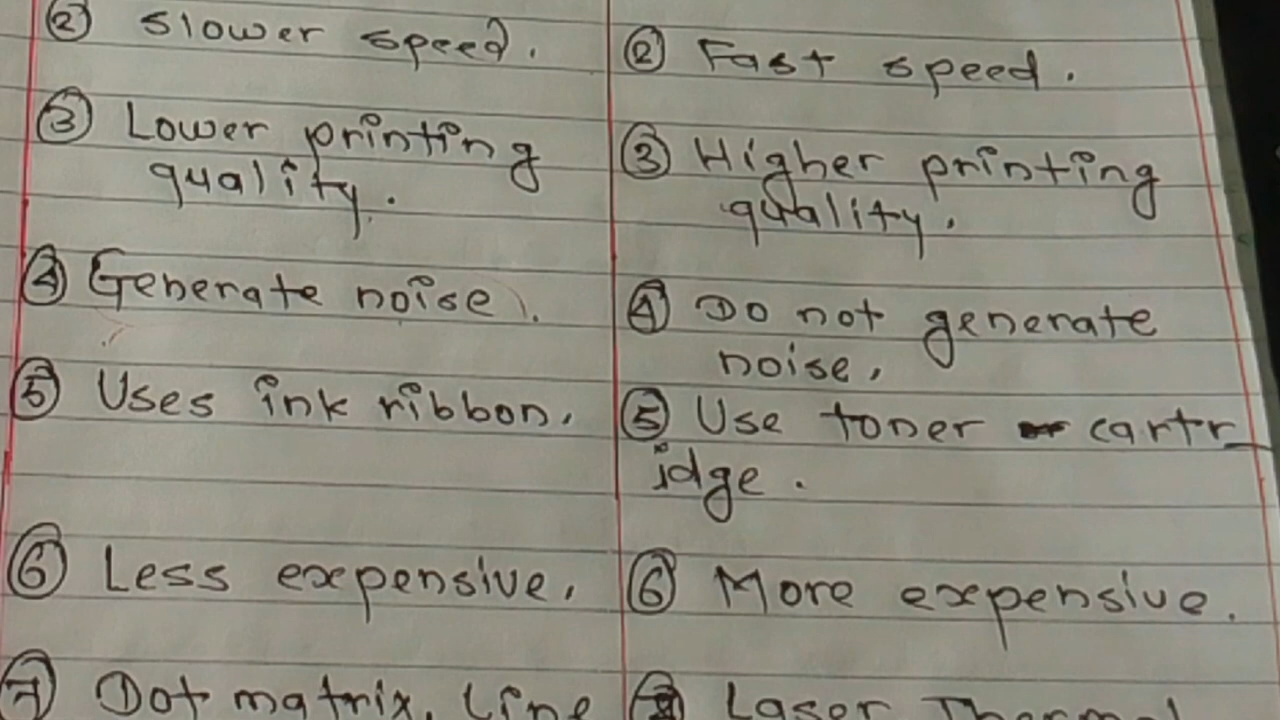 ② Slower speed.
③ Lower printing
quality.
④ Generate noise.
⑤ Uses ink ribbon.
⑥ Less expensive.
⑦ Dot matrix, Line
② Fast speed.
③ Higher printing
quality.
④ Do not generate
noise.
⑤ Use toner cartr
idge.
⑥ More expensive.
⑦ Laser Thermal